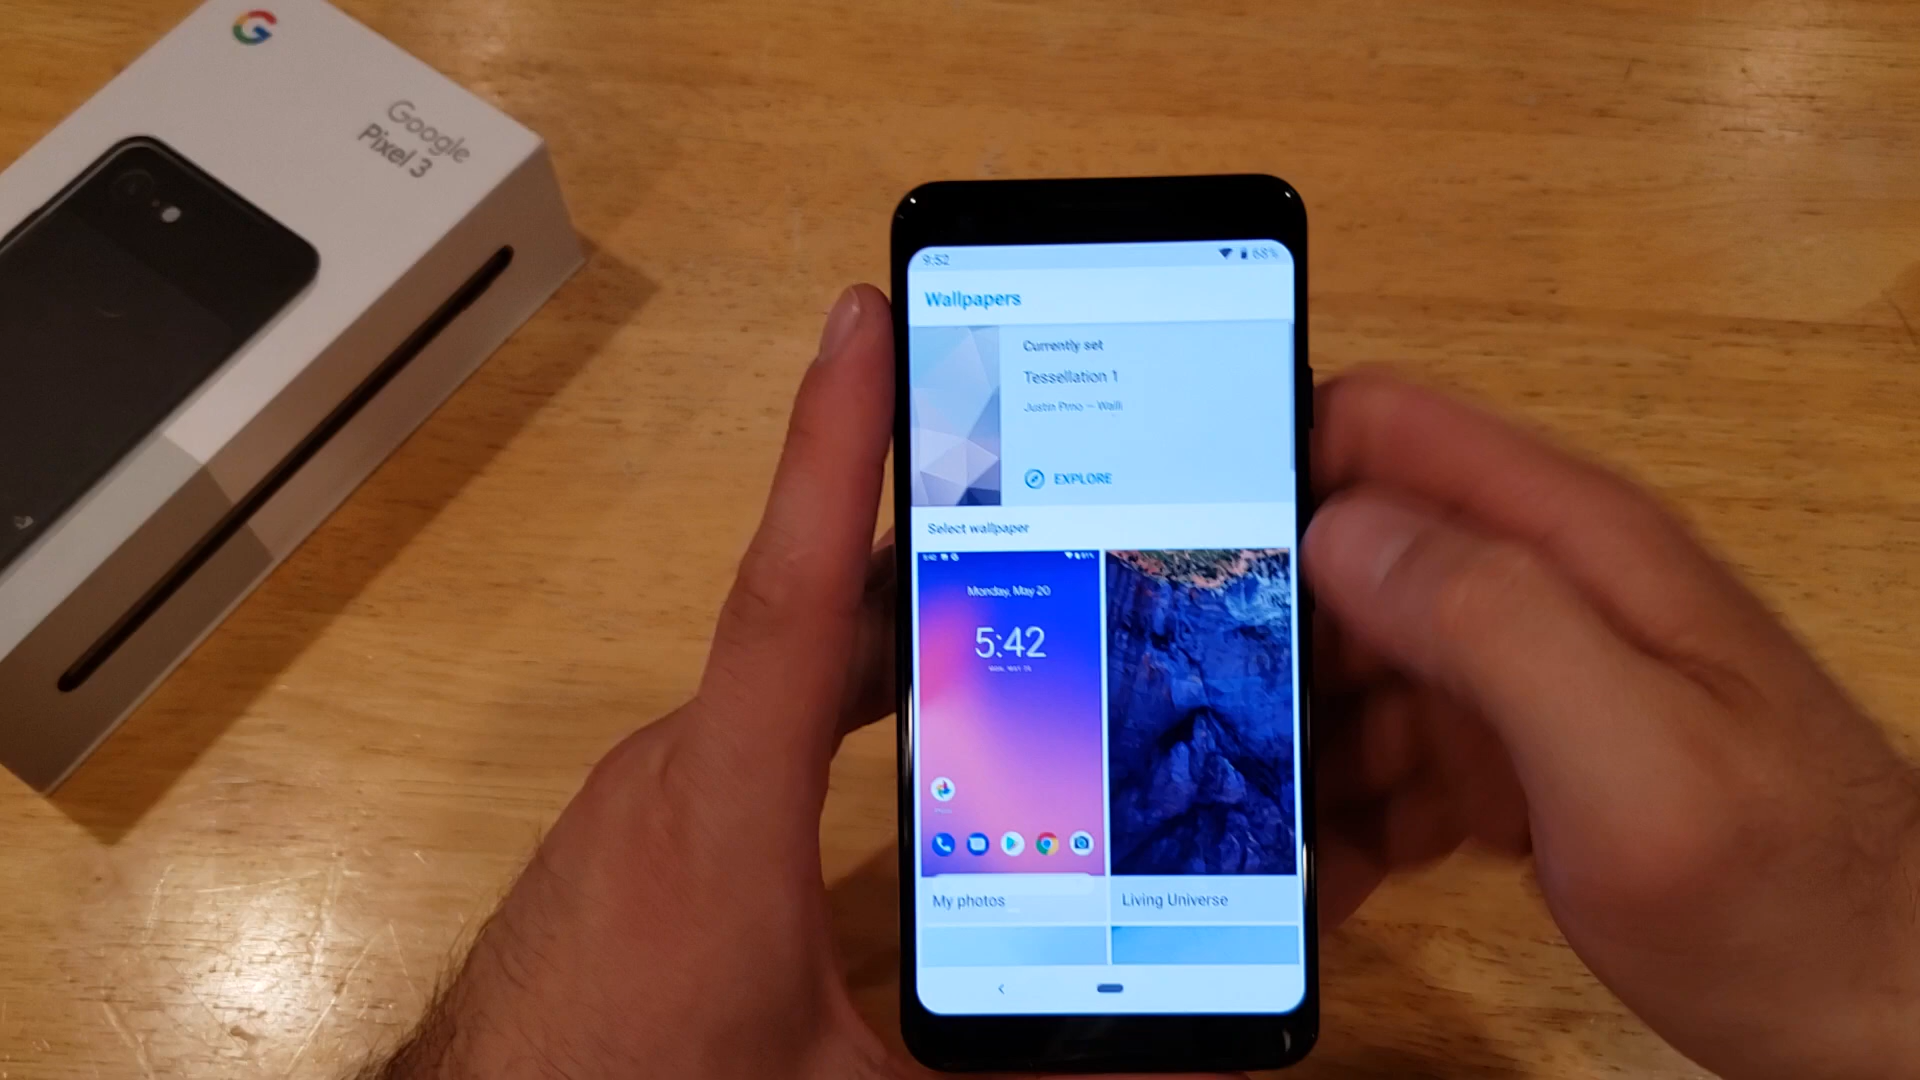 G
Google
Pixel 3
9:52
68%
Wallpapers
Currently set
Tessellation 1
EXPLORE
Select wallpaper
Monday, May 20
5:42
My photos
Living Universe